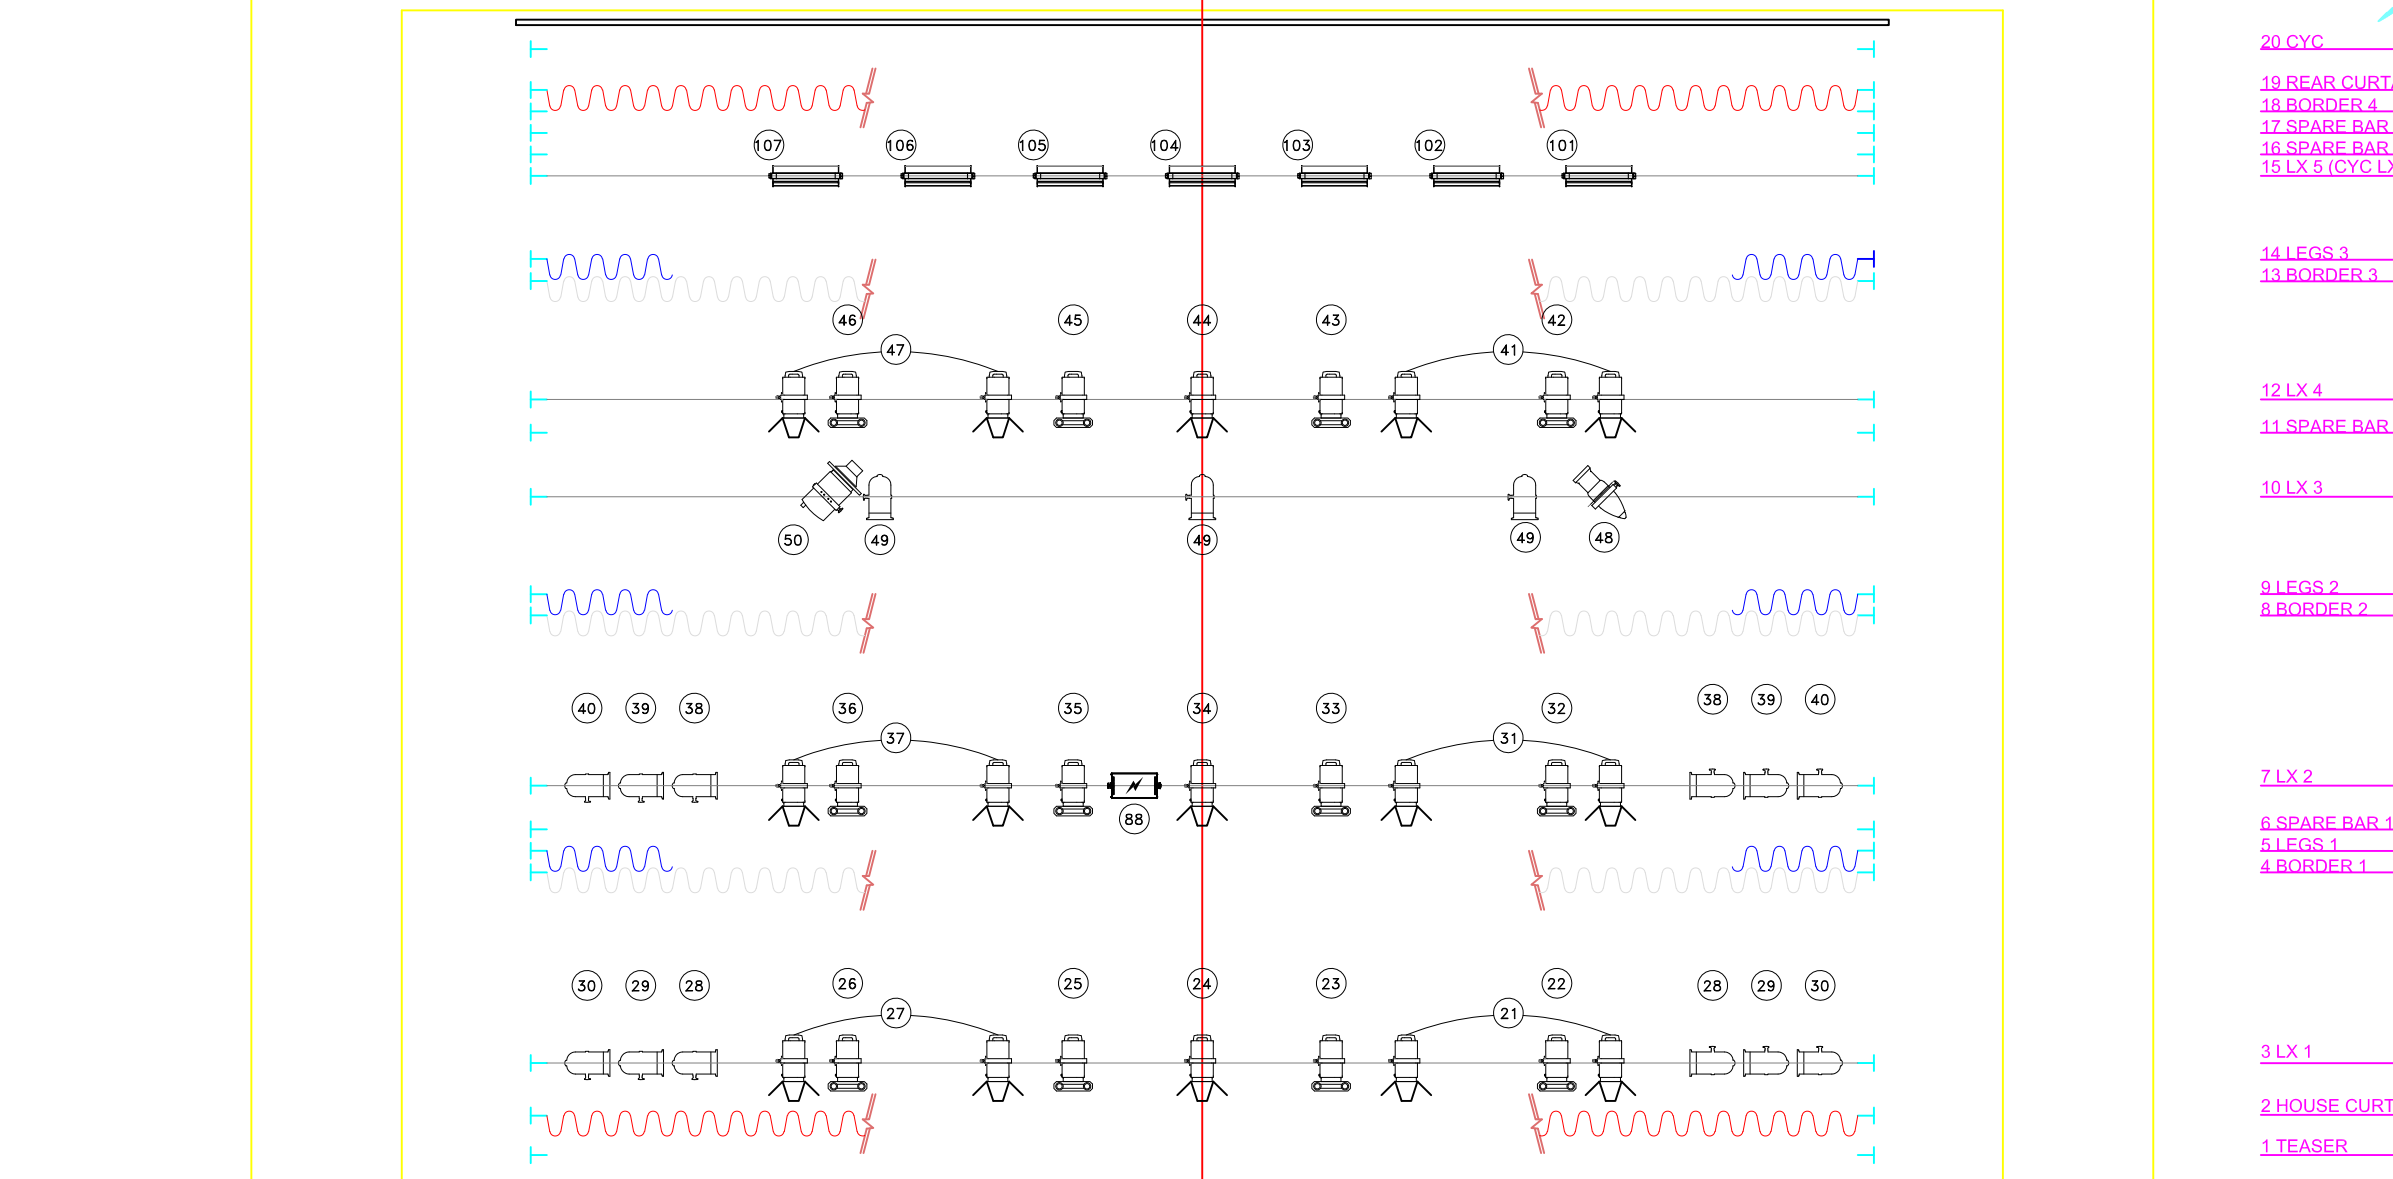 20 CYC
19 REAR CURT
18 BORDER 4
17 SPARE BAR
107 106 105 104 103 102 101
16 SPARE BAR
15 LX 5 (CYC LX
14 LEGS 3
13 BORDER 3
46 45 44 43 42
47 41
12 LX 4
11 SPARE BAR
10 LX 3
50 49 49 49 48
9 LEGS 2
8 BORDER 2
40 39 38 36 35 34 33 32 38 39 40
37 31
7 LX 2
88
6 SPARE BAR 1
5 LEGS 1
4 BORDER 1
30 29 28 26 25 24 23 22 28 29 30
27 21
3 LX 1
2 HOUSE CURT
1 TEASER